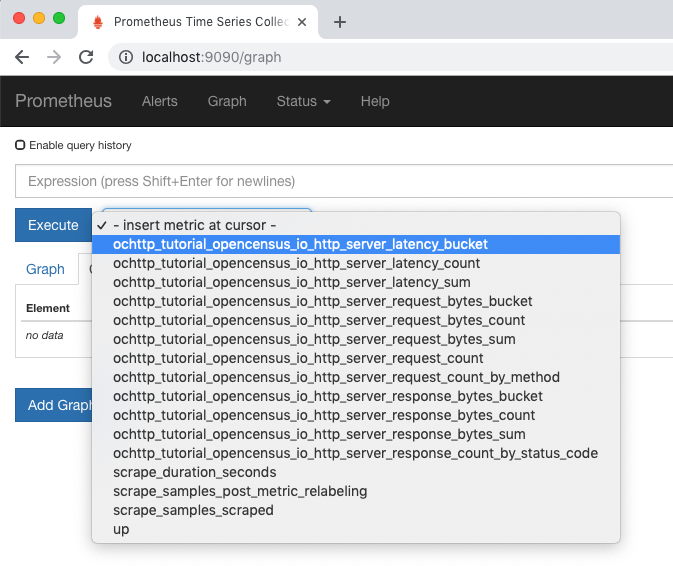 Prometheus Time Series Collec
localhost:9090/graph
Prometheus Alerts Graph Status Help
Enable query history
Expression (press Shift+Enter for newlines)
Execute
✓ - insert metric at cursor -
ochttp_tutorial_opencensus_io_http_server_latency_bucket
ochttp_tutorial_opencensus_io_http_server_latency_count
ochttp_tutorial_opencensus_io_http_server_latency_sum
ochttp_tutorial_opencensus_io_http_server_request_bytes_bucket
ochttp_tutorial_opencensus_io_http_server_request_bytes_count
ochttp_tutorial_opencensus_io_http_server_request_bytes_sum
ochttp_tutorial_opencensus_io_http_server_request_count
ochttp_tutorial_opencensus_io_http_server_request_count_by_method
ochttp_tutorial_opencensus_io_http_server_response_bytes_bucket
ochttp_tutorial_opencensus_io_http_server_response_bytes_count
ochttp_tutorial_opencensus_io_http_server_response_bytes_sum
ochttp_tutorial_opencensus_io_http_server_response_count_by_status_code
scrape_duration_seconds
scrape_samples_post_metric_relabeling
scrape_samples_scraped
up
Graph
Element
no data
Add Graph